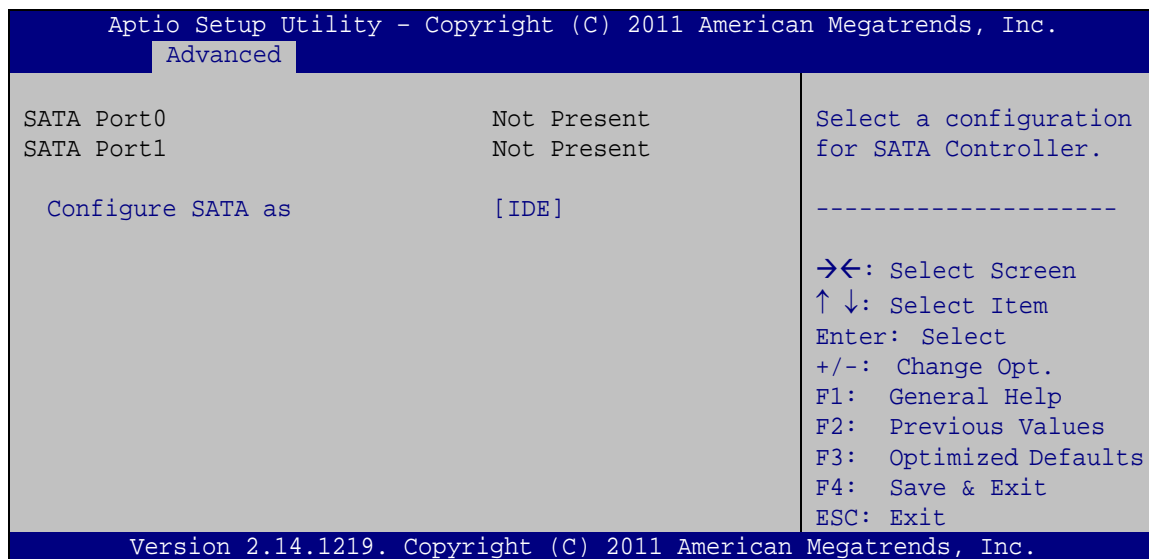 Aptio Setup Utility – Copyright (C) 2011 American Megatrends, Inc.
Advanced
SATA Port0 Not Present
SATA Port1 Not Present
Configure SATA as [IDE]
Select a configuration
for SATA Controller.
---------------------
→←: Select Screen
↑ ↓: Select Item
Enter: Select
+/-: Change Opt.
F1: General Help
F2: Previous Values
F3: Optimized Defaults
F4: Save & Exit
ESC: Exit
Version 2.14.1219. Copyright (C) 2011 American Megatrends, Inc.